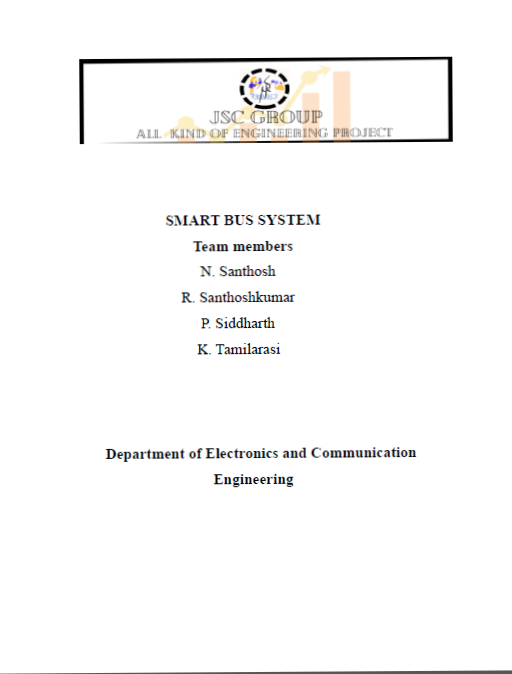 JSC GROUP
ALL KIND OF ENGINEERING PROJECT
SMART BUS SYSTEM
Team members
N. Santhosh
R. Santhoshkumar
P. Siddharth
K. Tamilarasi
Department of Electronics and Communication
Engineering